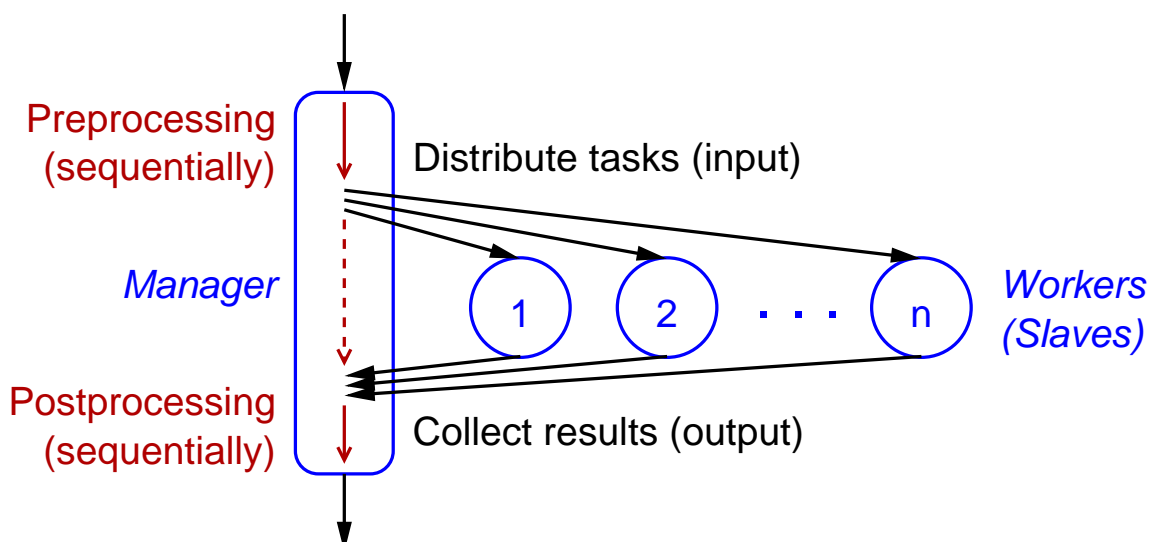 Preprocessing
(sequentially)
Distribute tasks (input)
Manager
1
2
. . .
n
Workers
(Slaves)
Postprocessing
(sequentially)
Collect results (output)